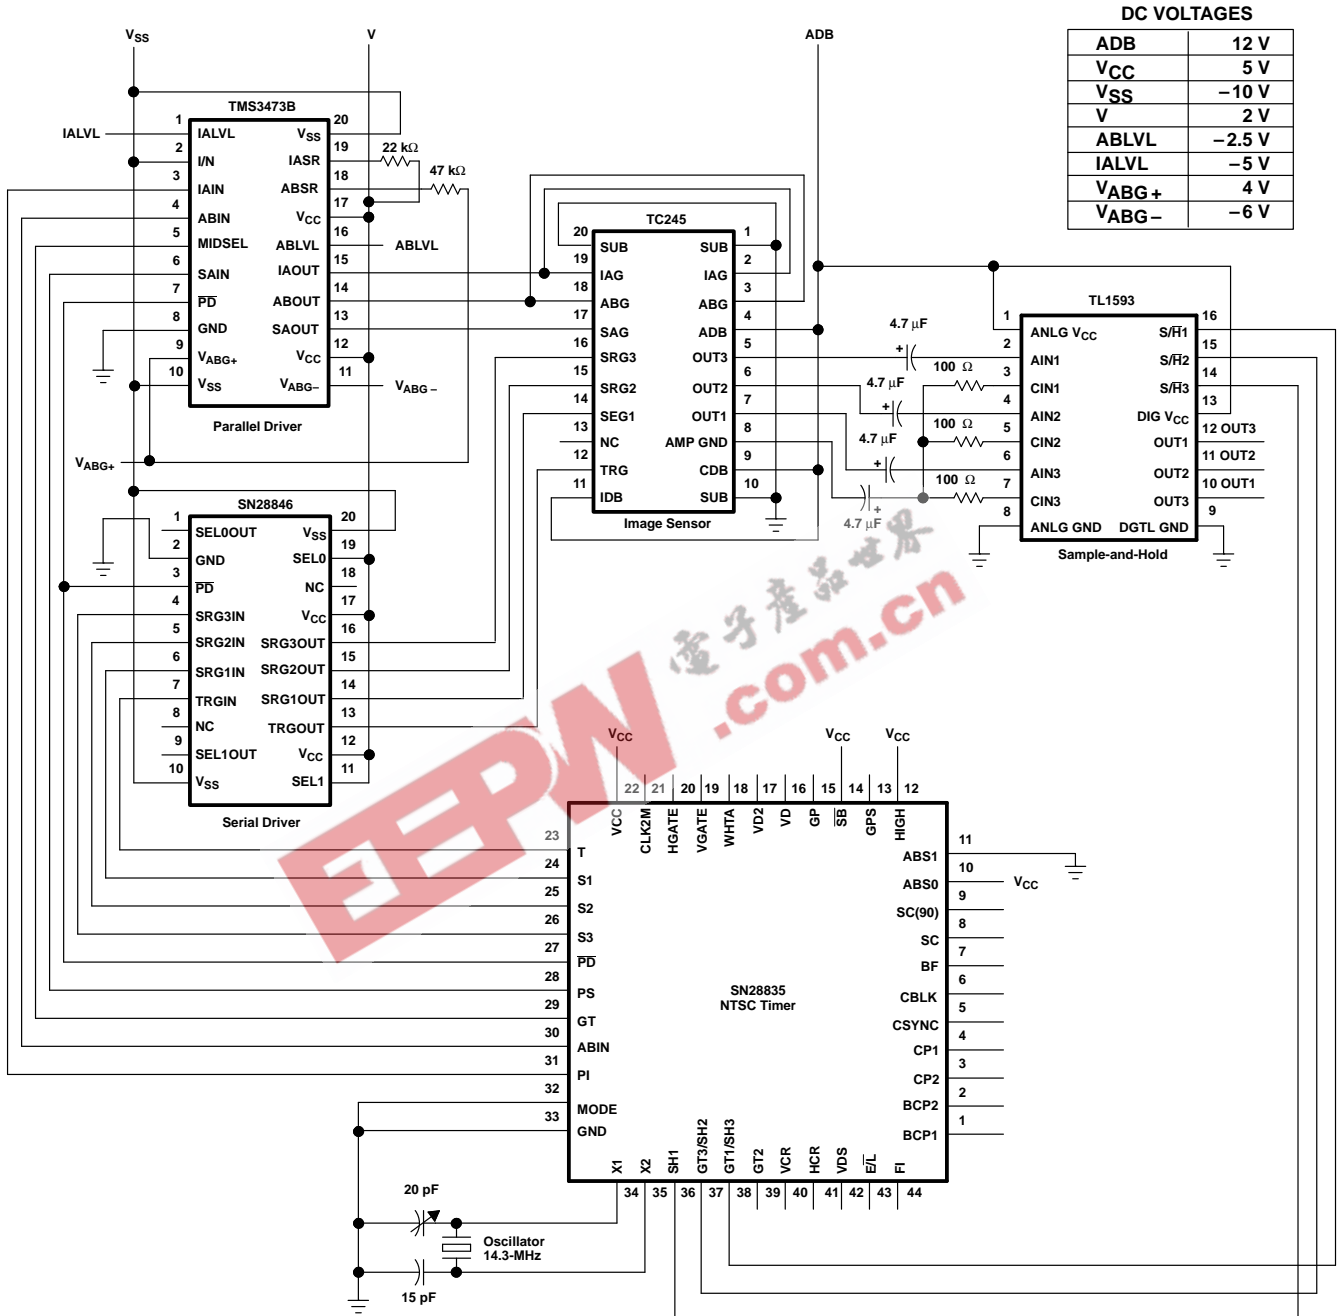 DC VOLTAGES
ADB 12 V
VCC 5 V
VSS −10 V
V 2 V
ABLVL −2.5 V
IALVL −5 V
VABG+ 4 V
VABG− −6 V
VSS
V
ADB
TMS3473B
IALVL
1 IALVL
2 I/N
3 IAIN
4 ABIN
5 MIDSEL
6 SAIN
7 PD
8 GND
9 VABG+
10 VSS
20 VSS
19 IASR
18 ABSR
17 VCC
16 ABLVL
15 IAOUT
14 ABOUT
13 SAOUT
12 VCC
11 VABG−
22 kΩ
47 kΩ
ABLVL
VABG−
Parallel Driver
VABG+
SN28846
1 SEL0OUT
2 GND
3 PD
4 SRG3IN
5 SRG2IN
6 SRG1IN
7 TRGIN
8 NC
9 SEL1OUT
10 VSS
20 VSS
19 SEL0
18 NC
17 VCC
16 SRG3OUT
15 SRG2OUT
14 SRG1OUT
13 TRGOUT
12 VCC
11 SEL1
Serial Driver
TC245
20 SUB
19 IAG
18 ABG
17 SAG
16 SRG3
15 SRG2
14 SEG1
13 NC
12 TRG
11 IDB
1 SUB
2 IAG
3 ABG
4 ADB
5 OUT3
6 OUT2
7 OUT1
8 AMP GND
9 CDB
10 SUB
Image Sensor
4.7 μF
+
4.7 μF
+
4.7 μF
+
4.7 μF
+
100 Ω
100 Ω
100 Ω
TL1593
1 ANLG VCC
2 AIN1
3 CIN1
4 AIN2
5 CIN2
6 AIN3
7 CIN3
8 ANLG GND
16 S/H1
15 S/H2
14 S/H3
13 DIG VCC
12 OUT1 OUT3
11 OUT2 OUT2
10 OUT3 OUT1
9 DGTL GND
Sample-and-Hold
電子產品世界
.com.cn
EEPW
VCC
VCC
VCC
22 VCC
21 CLK2M
20 HGATE
19 VGATE
18 WHTA
17 VD2
16 VD
15 GP
14 SB
13 GPS
12 HIGH
23 T
24 S1
25 S2
26 S3
27 PD
28 PS
29 GT
30 ABIN
31 PI
32 MODE
33 GND
SN28835
NTSC Timer
11 ABS1
10 ABS0
VCC
9 SC(90)
8 SC
7 BF
6 CBLK
5 CSYNC
4 CP1
3 CP2
2 BCP2
1 BCP1
X1 34
X2 35
SH1 36
GT3/SH2 37
GT1/SH3 38
GT2 39
VCR 40
HCR 41
VDS 42
E/L 43
FI 44
20 pF
Oscillator
14.3-MHz
15 pF